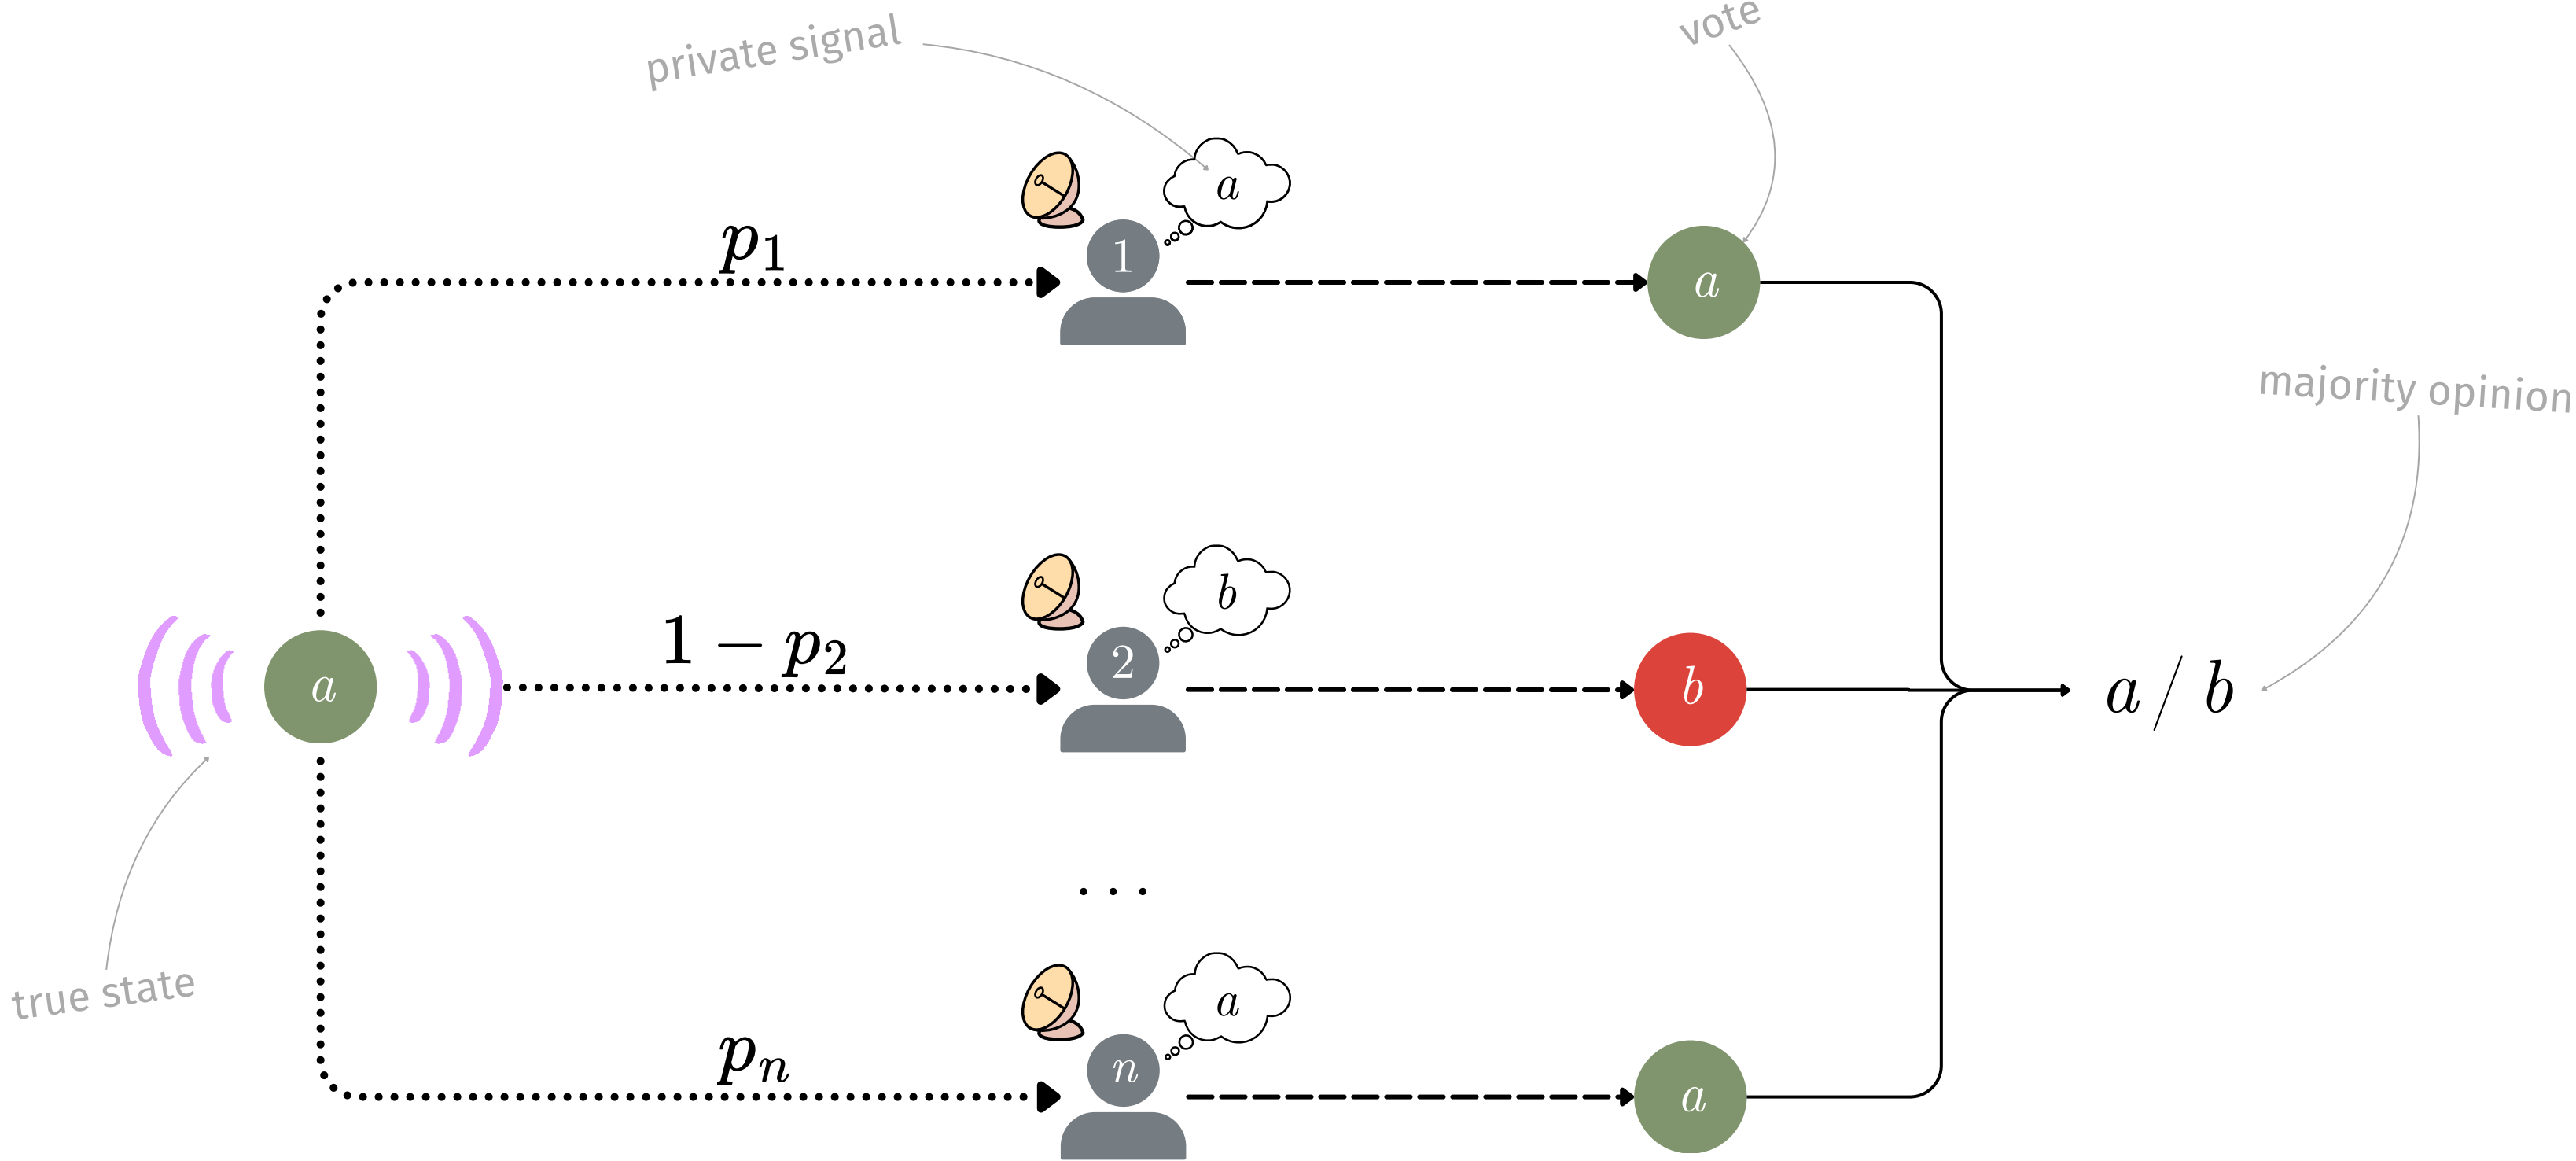 private signal
vote
a
p₁
1
a
majority opinion
b
1 − p₂
2
a
b
a / b
. . .
true state
a
pₙ
n
a